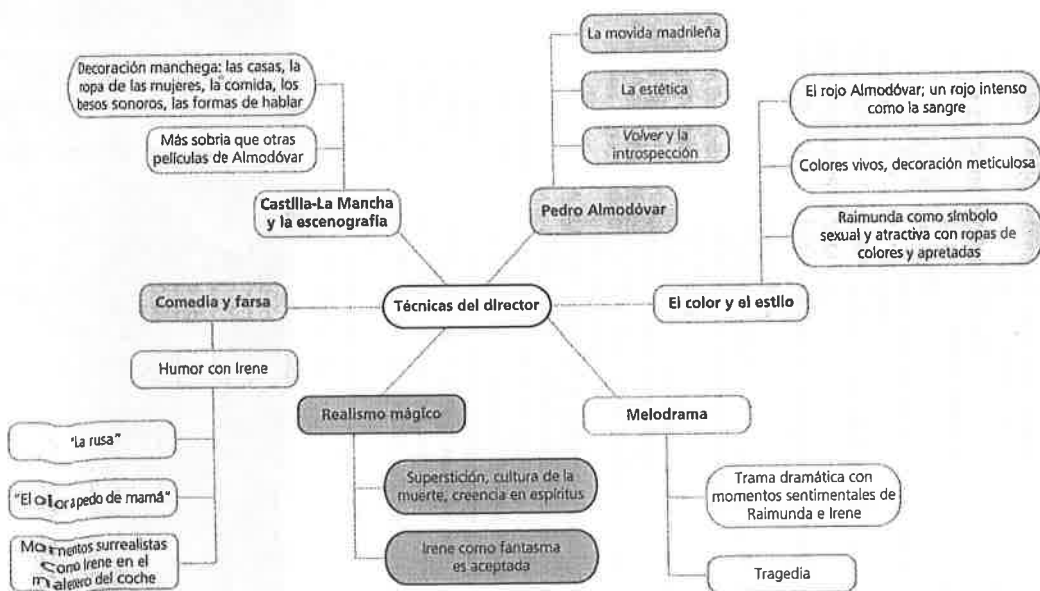 La movida madrileña
La estética
Volver y la
introspección
Pedro Almodóvar
Decoración manchega: las casas, la
ropa de las mujeres, la comida, los
besos sonoros, las formas de hablar
Más sobria que otras
películas de Almodóvar
Castilla-La Mancha
y la escenografía
El rojo Almodóvar; un rojo intenso
como la sangre
Colores vivos, decoración meticulosa
Raimunda como símbolo
sexual y atractiva con ropas de
colores y apretadas
El color y el estilo
Técnicas del director
Comedia y farsa
Humor con Irene
"La rusa"
"El olor a pedo de mamá"
Momentos surrealistas
como Irene en el
maletero del coche
Realismo mágico
Superstición, cultura de la
muerte, creencia en espíritus
Irene como fantasma
es aceptada
Melodrama
Trama dramática con
momentos sentimentales de
Raimunda e Irene
Tragedia